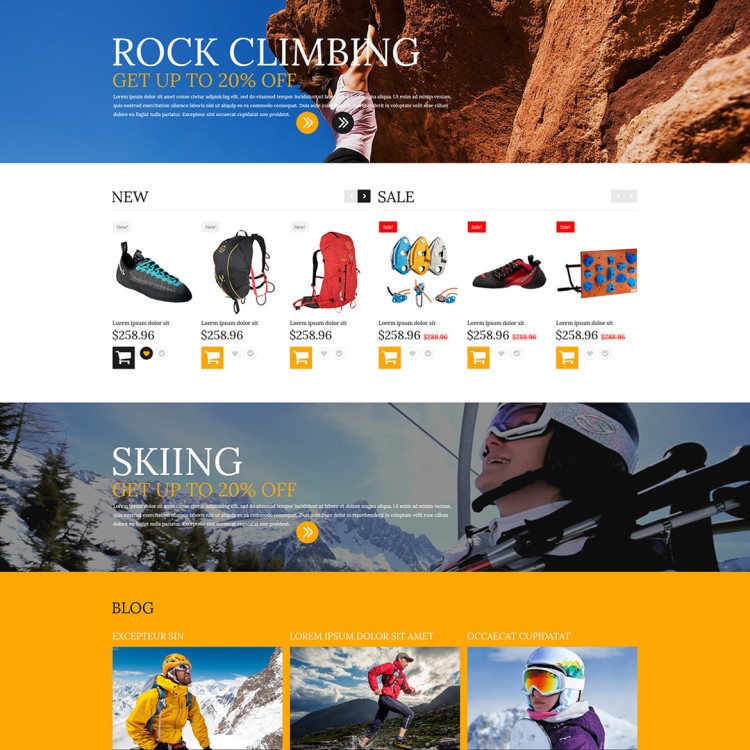 ROCK CLIMBING
GET UP TO 20% OFF
Lorem ipsum dolor sit amet conse ctetur adipisicing elit, sed do eiusmod tempor incididunt ut labore et dolore magna aliqua. Ut enim ad minim veniam,
quis nostrud exercitation ullamco laboris nisi ut aliquip ex ea commodo consequat. Duis aute irure dolor in reprehenderit in voluptate velit esse cillum
dolore eu fugiat nulla pariatur. Excepteur sint occaecat cupidatat non proident.
NEW
SALE
New!
New!
New!
Sale!
Sale!
Sale!
Lorem ipsum dolor sit
Lorem ipsum dolor sit
Lorem ipsum dolor sit
Lorem ipsum dolor sit
Lorem ipsum dolor sit
Lorem ipsum dolor sit
$258.96
$258.96
$258.96
$258.96 $288.96
$258.96 $288.96
$258.96 $288.96
SKIING
GET UP TO 20% OFF
Lorem ipsum dolor sit amet conse ctetur adipisicing elit, sed do eiusmod tempor incididunt ut labore et dolore magna aliqua. Ut enim ad minim veniam,
quis nostrud exercitation ullamco laboris nisi ut aliquip ex ea commodo consequat. Duis aute irure dolor in reprehenderit in voluptate velit esse cillum
dolore eu fugiat nulla pariatur. Excepteur sint occaecat cupidatat non proident.
BLOG
EXCEPTEUR SIN
LOREM IPSUM DOLOR SIT AMET
OCCAECAT CUPIDATAT